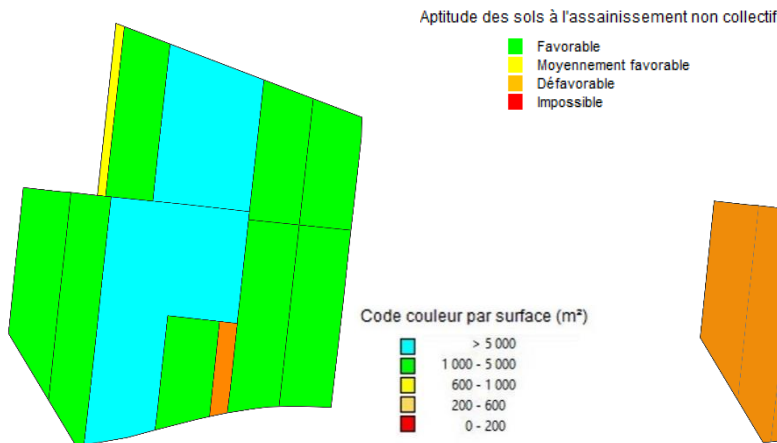 Aptitude des sols à l'assainissement non collectif
Favorable
Moyennement favorable
Défavorable
Impossible
Code couleur par surface (m²)
> 5 000
1 000 - 5 000
600 - 1 000
200 - 600
0 - 200